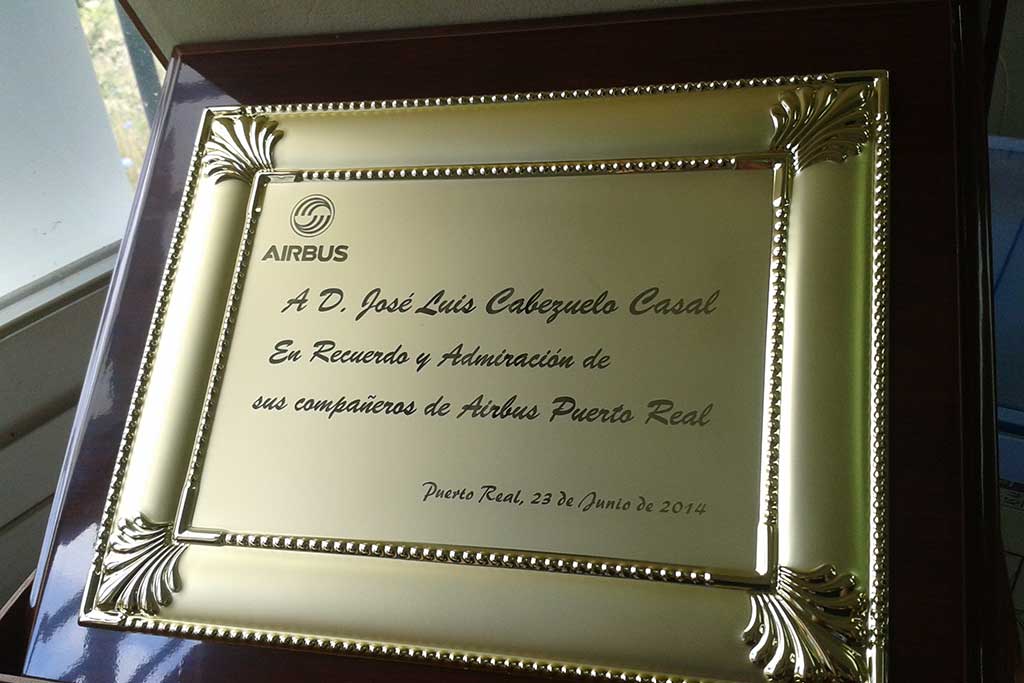 AIRBUS
A D. José Luis Cabezuelo Casal
En Recuerdo y Admiración de
sus compañeros de Airbus Puerto Real
Puerto Real, 23 de Junio de 2014